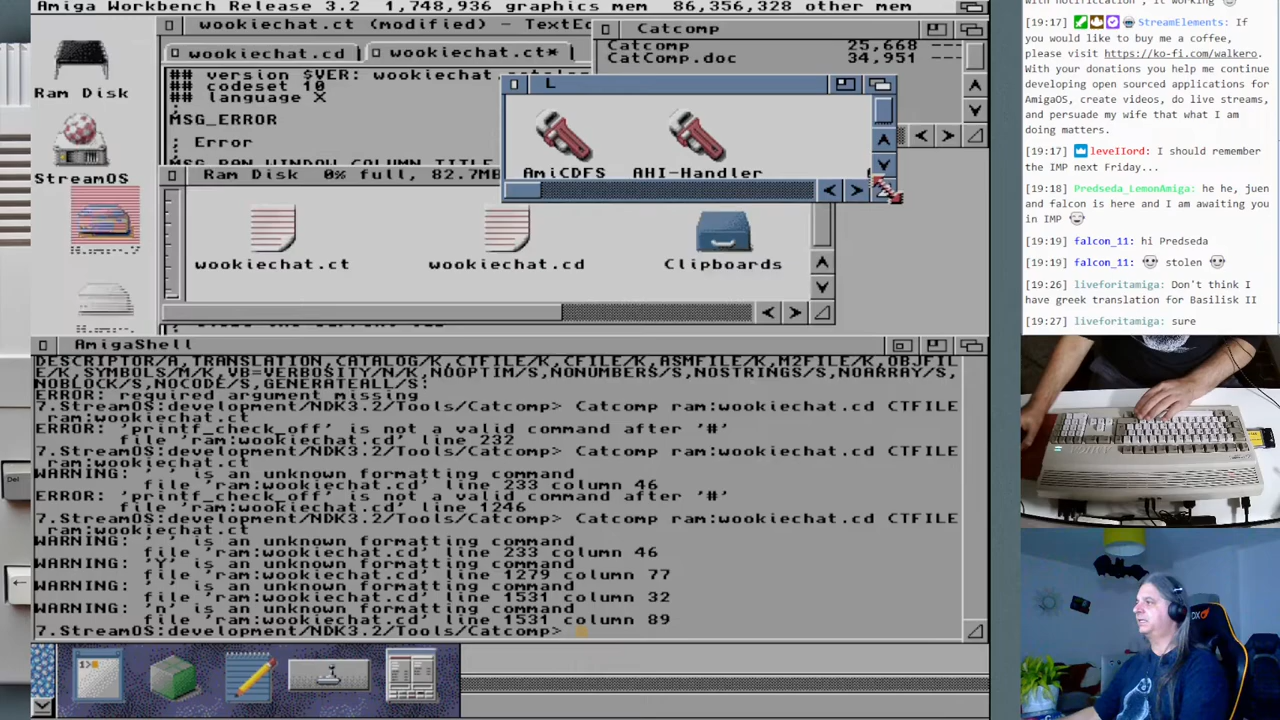 Amiga Workbench Release 3.2 1,748,936 graphics mem 86,356,328 other mem
wookiechat.ct (modified) - TextEd
wookiechat.cd
wookiechat.ct*
## version $VER: wookiechat.
## codeset 10
## language X
;
MSG_ERROR
; Error
Catcomp
Catcomp 25,668 ---
CatComp.doc 34,951 ---
L
AmiCDFS AHI-Handler
Ram Disk
StreamOS
Ram Disk 0% full, 82.7MB
wookiechat.ct wookiechat.cd Clipboards
AmigaShell
DESCRIPTOR/A,TRANSLATION,CATALOG/K,CTFILE/K,CFILE/K,ASMFILE/K,M2FILE/K,OBJFIL
E/K,SYMBOLS/M/K,VB=VERBOSITY/N/K,NOOPTIM/S,NONUMBERS/S,NOSTRINGS/S,NOARRAY/S,
NOBLOCK/S,NOCODE/S,GENERATEALL/S:
ERROR: required argument missing
7.StreamOS:development/NDK3.2/Tools/Catcomp> Catcomp ram:wookiechat.cd CTFILE
ram:wookiechat.ct
ERROR: 'printf_check_off' is not a valid command after '#'
file 'ram:wookiechat.cd' line 232
7.StreamOS:development/NDK3.2/Tools/Catcomp> Catcomp ram:wookiechat.cd CTFILE
ram:wookiechat.ct
WARNING: ' ' is an unknown formatting command
file 'ram:wookiechat.cd' line 233 column 46
ERROR: 'printf_check_off' is not a valid command after '#'
file 'ram:wookiechat.cd' line 1246
7.StreamOS:development/NDK3.2/Tools/Catcomp> Catcomp ram:wookiechat.cd CTFILE
ram:wookiechat.ct
WARNING: ' ' is an unknown formatting command
file 'ram:wookiechat.cd' line 233 column 46
WARNING: 'Y' is an unknown formatting command
file 'ram:wookiechat.cd' line 1279 column 77
WARNING: ' ' is an unknown formatting command
file 'ram:wookiechat.cd' line 1531 column 32
WARNING: 'n' is an unknown formatting command
file 'ram:wookiechat.cd' line 1531 column 89
7.StreamOS:development/NDK3.2/Tools/Catcomp>
with notification , it working
[19:17] StreamElements: If
you would like to buy me a coffee,
please visit https://ko-fi.com/walkero.
With your donations you help me continue
developing open sourced applications for
AmigaOS, create videos, do live streams,
and persuade my wife that what I am
doing matters.
[19:17] leveIIord: I should remember
the IMP next Friday...
[19:18] Predseda_LemonAmiga: he he, juen
and falcon is here and I am awaiting you
in IMP
[19:19] falcon_11: hi Predseda
[19:19] falcon_11: stolen
[19:26] liveforitamiga: Don't think I
have greek translation for Basilisk II
[19:27] liveforitamiga: sure
Del